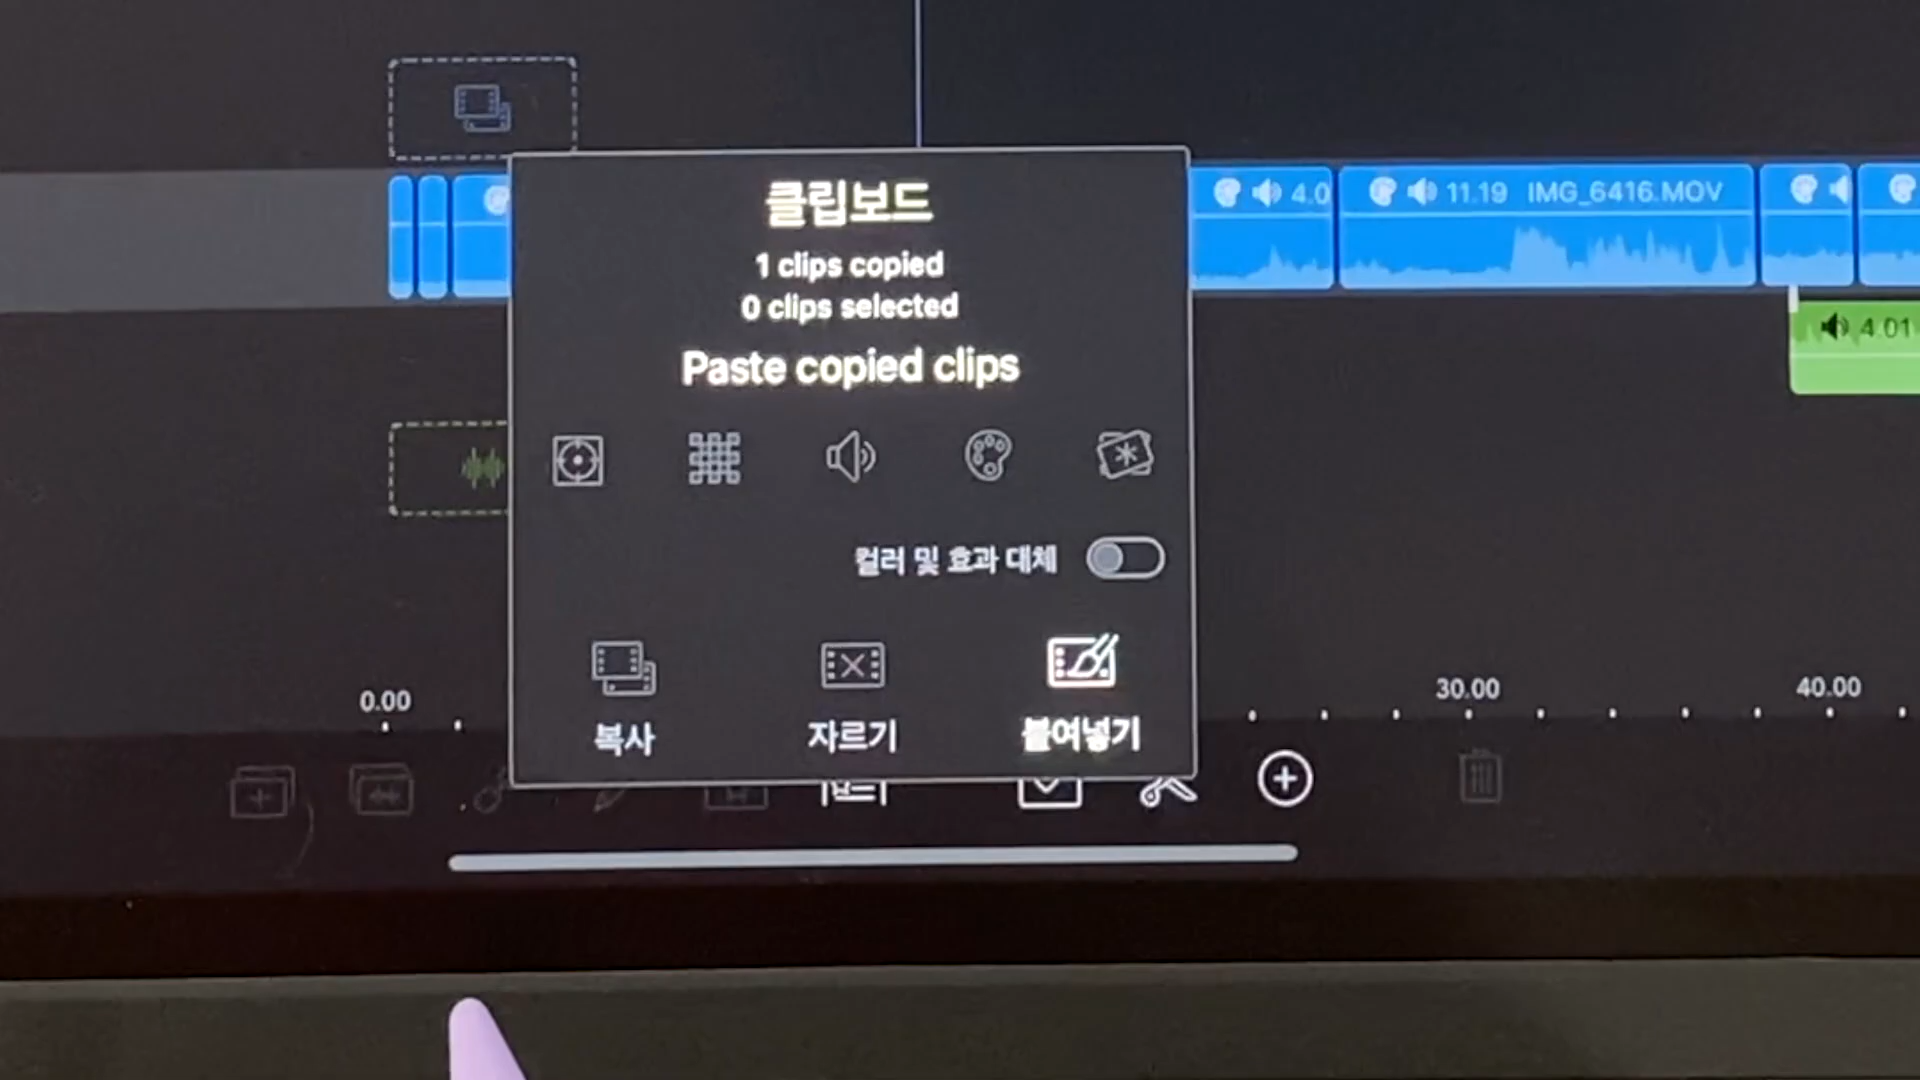 클립보드
1 clips copied
0 clips selected
Paste copied clips
4.0
11.19 IMG_6416.MOV
4.01
컬러 및 효과 대체
복사
자르기
붙여넣기
0.00
30.00
40.00